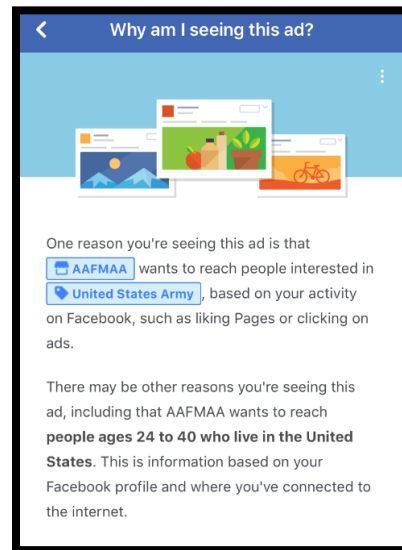 Why am I seeing this ad?
One reason you're seeing this ad is that
AAFMAA wants to reach people interested in
United States Army, based on your activity
on Facebook, such as liking Pages or clicking on
ads.
There may be other reasons you're seeing this
ad, including that AAFMAA wants to reach
people ages 24 to 40 who live in the United
States. This is information based on your
Facebook profile and where you've connected to
the internet.